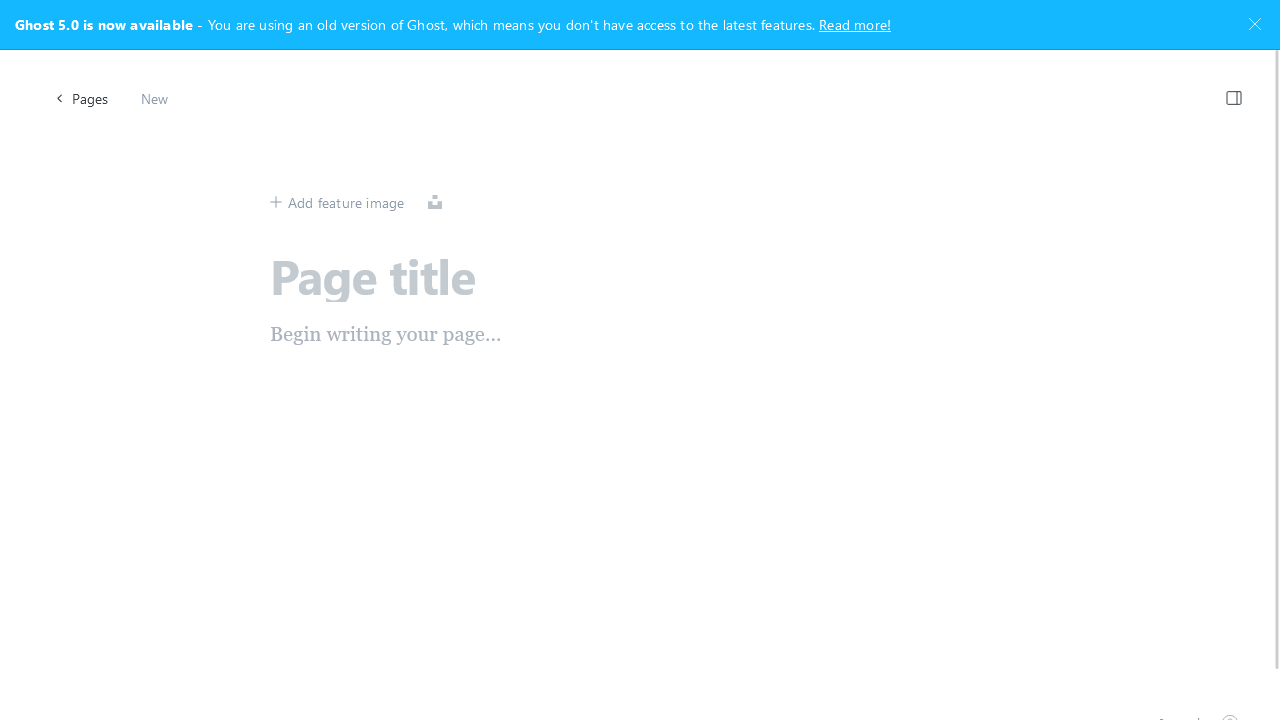 Ghost 5.0 is now available - You are using an old version of Ghost, which means you don't have access to the latest features. Read more!
Pages New
Add feature image
Page title
Begin writing your page...